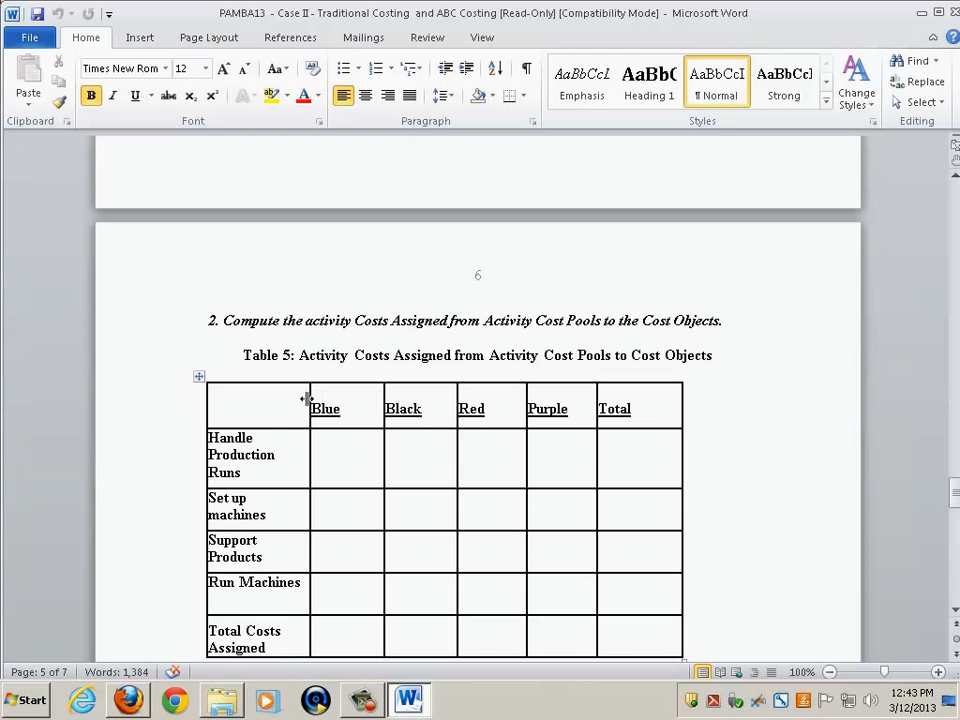 PAMBA13 - Case II - Traditional Costing and ABC Costing [Read-Only] [Compatibility Mode] - Microsoft Word
File Home Insert Page Layout References Mailings Review View
Paste
Clipboard
Times New Rom 12
Font
Paragraph
AaBbCcI AaBbC AaBbCcI AaBbCc
Emphasis Heading 1 ¶ Normal Strong
Change Styles
Styles
Find
Replace
Select
Editing
6
2. Compute the activity Costs Assigned from Activity Cost Pools to the Cost Objects.
Table 5: Activity Costs Assigned from Activity Cost Pools to Cost Objects
Blue Black Red Purple Total
Handle
Production
Runs
Set up
machines
Support
Products
Run Machines
Total Costs
Assigned
Page: 5 of 7 Words: 1,384 100%
Start 12:43 PM
3/12/2013